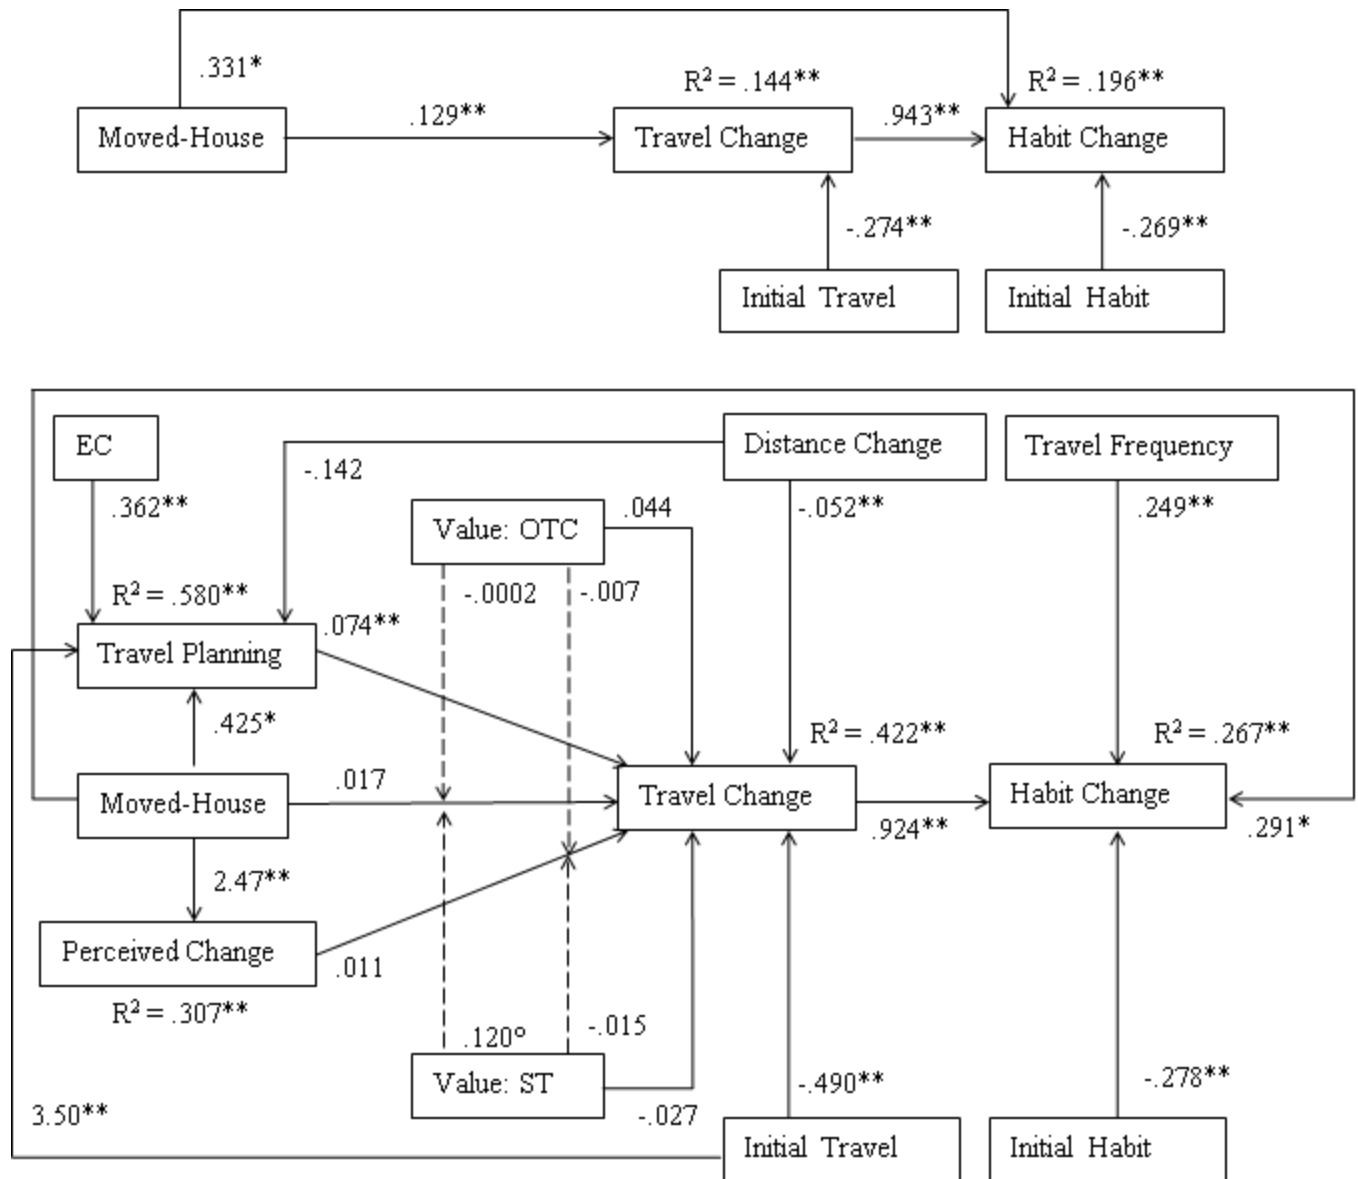 .331*
R² = .144**
R² = .196**
Moved-House
.129**
Travel Change
.943**
Habit Change
-.274**
-.269**
Initial Travel
Initial Habit
EC
Distance Change
Travel Frequency
-.142
.362**
Value: OTC
.044
-.052**
.249**
R² = .580**
-.0002
-.007
.074**
Travel Planning
.425*
R² = .422**
R² = .267**
Moved-House
.017
Travel Change
Habit Change
.924**
.291*
2.47**
Perceived Change
.011
R² = .307**
.120°
-.015
Value: ST
-.490**
-.278**
3.50**
-.027
Initial Travel
Initial Habit